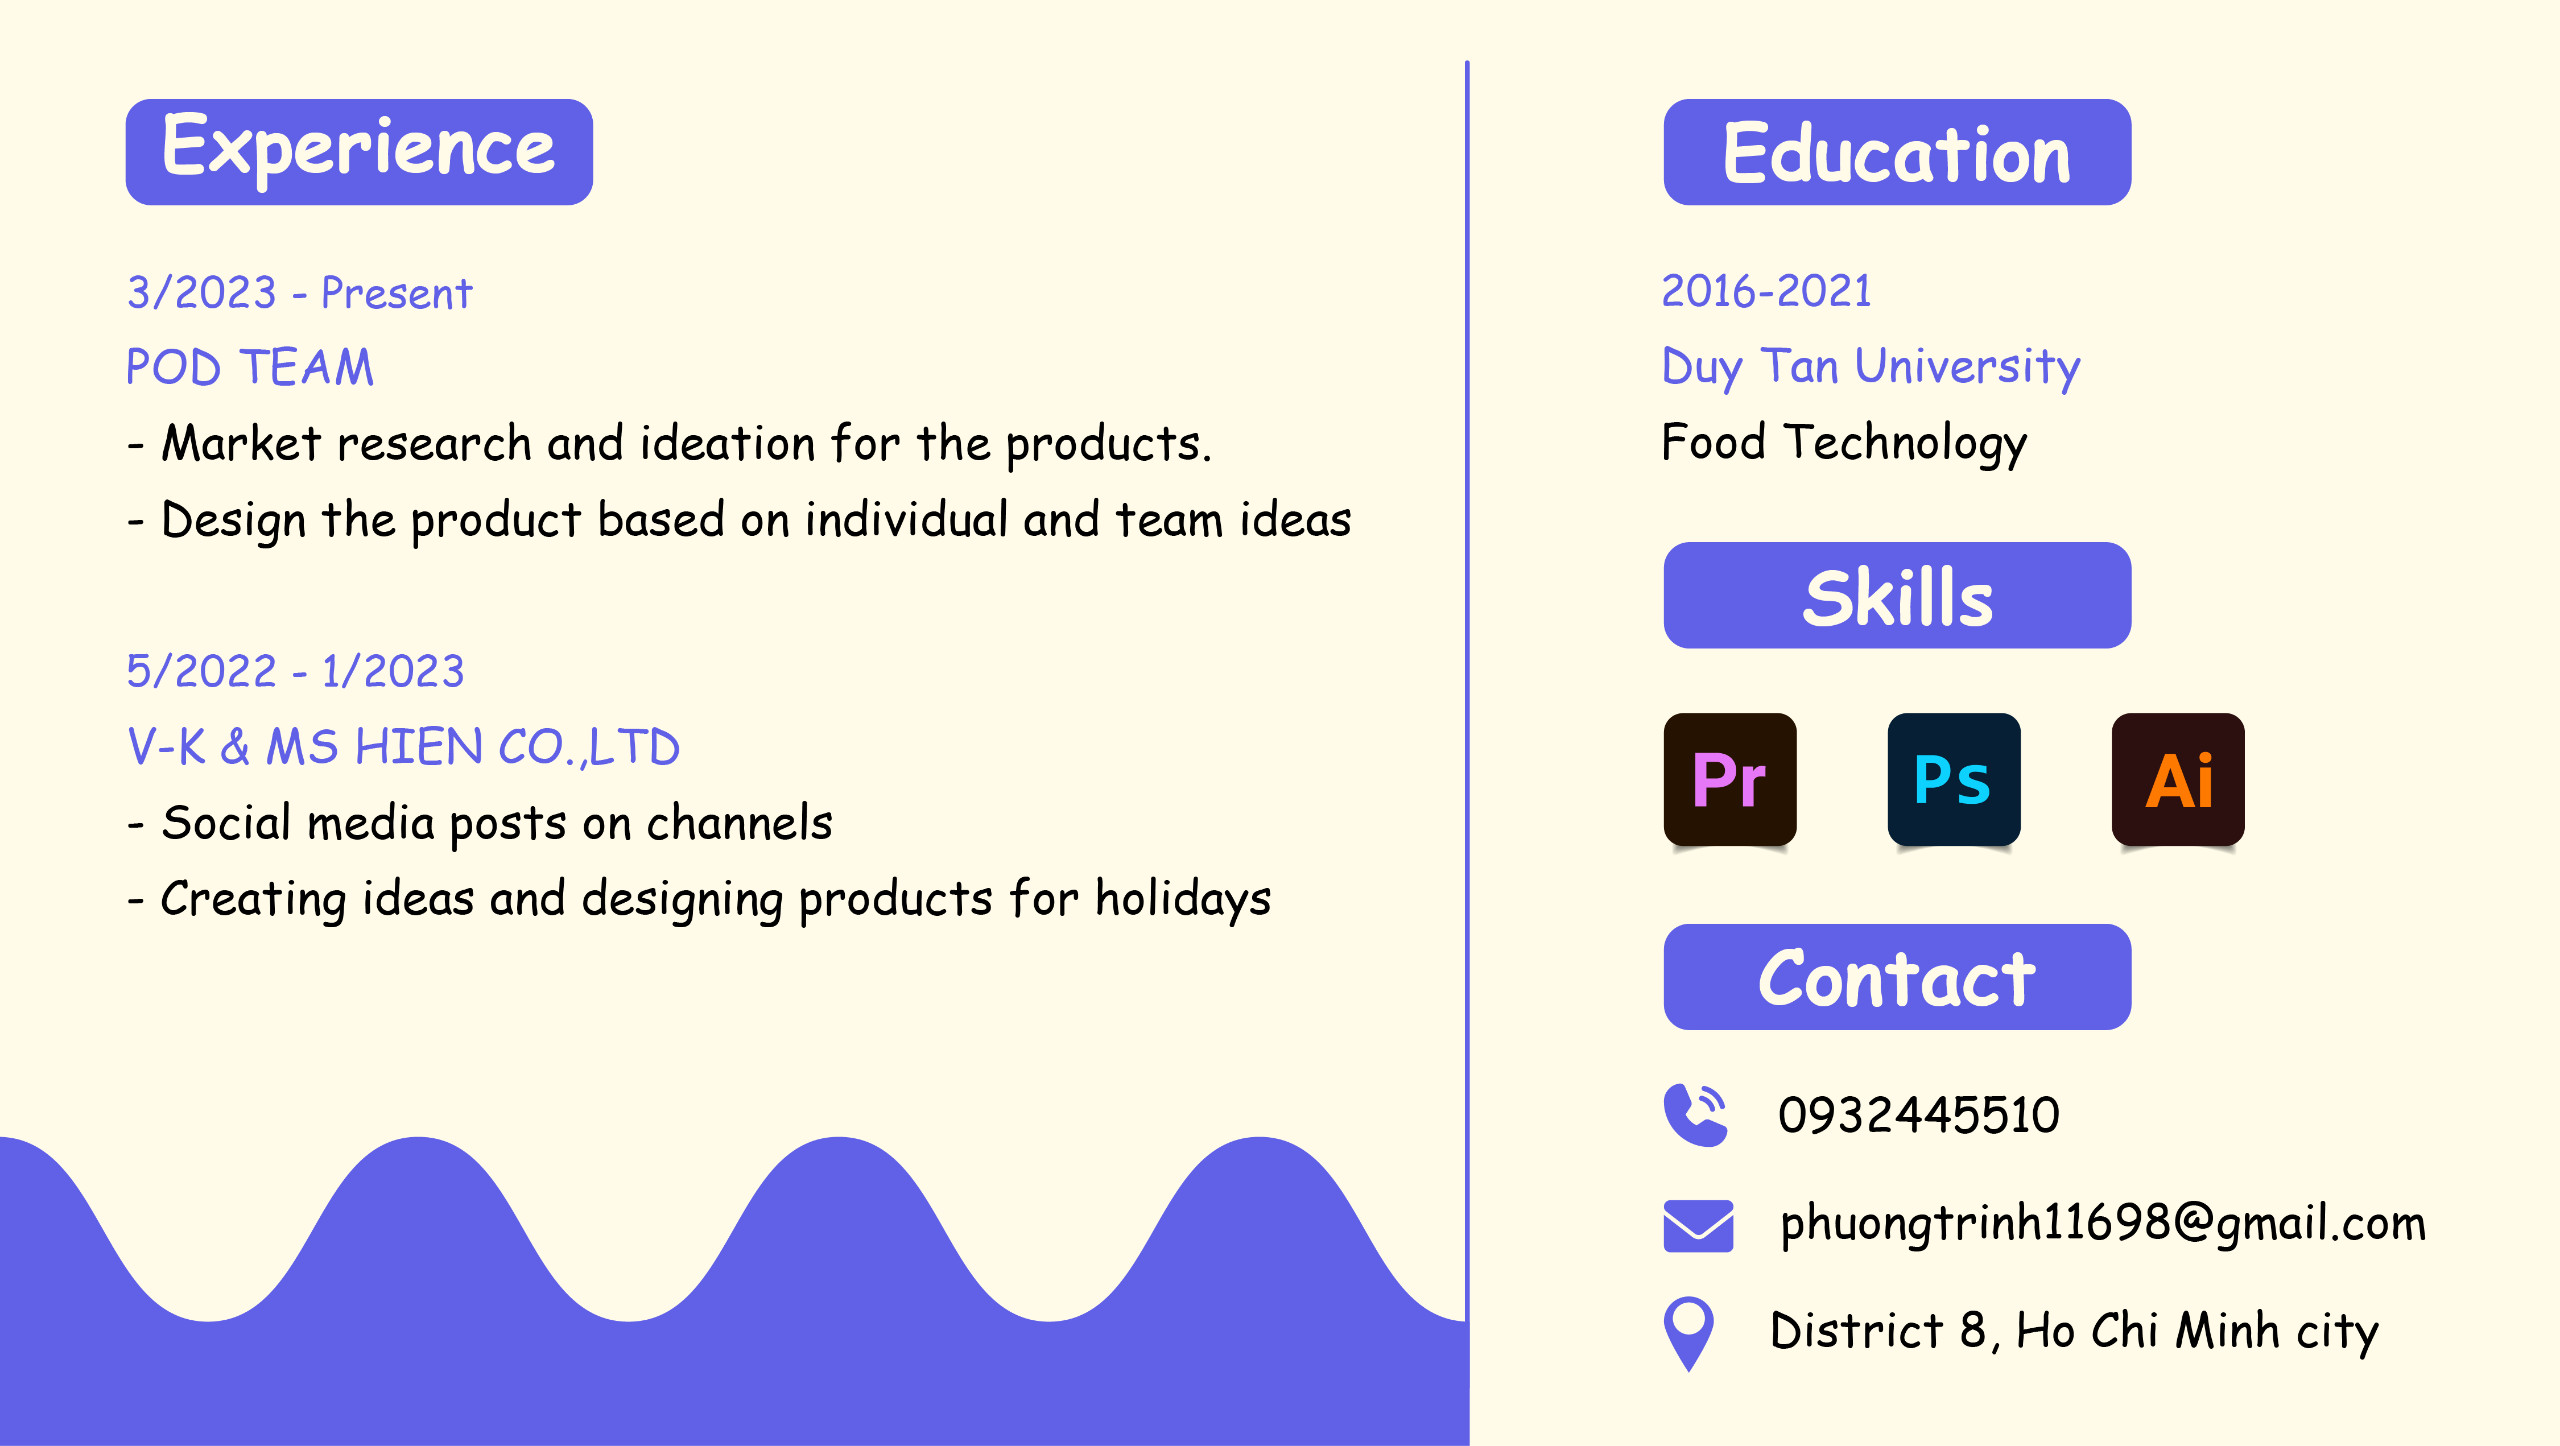 Experience
3/2023 - Present
POD TEAM
- Market research and ideation for the products.
- Design the product based on individual and team ideas
5/2022 - 1/2023
V-K & MS HIEN CO.,LTD
- Social media posts on channels
- Creating ideas and designing products for holidays
Education
2016-2021
Duy Tan University
Food Technology
Skills
Pr Ps Ai
Contact
0932445510
phuongtrinh11698@gmail.com
District 8, Ho Chi Minh city